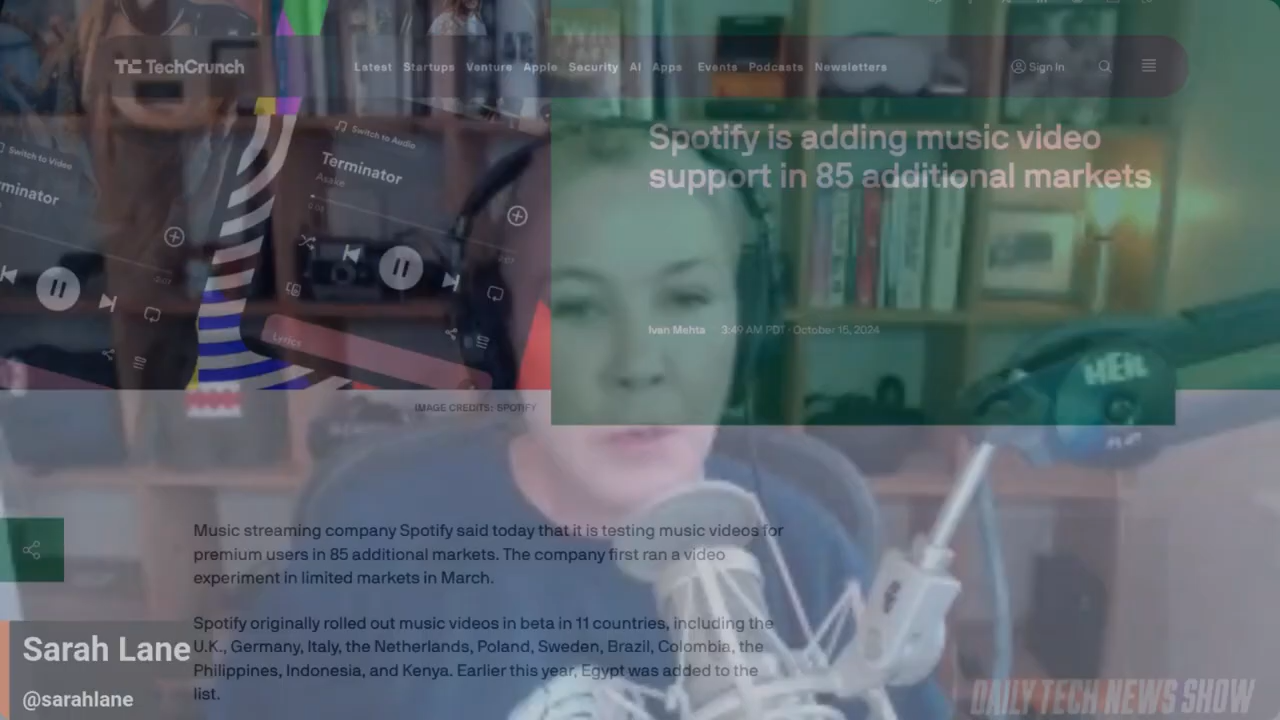 TechCrunch
Latest Startups Venture Apple Security AI Apps Events Podcasts Newsletters
Sign In
Switch to Video
Switch to Audio
Terminator
Asake
Spotify is adding music video
support in 85 additional markets
Ivan Mehta 3:49 AM PDT · October 15, 2024
Lyrics
IMAGE CREDITS: SPOTIFY
HEIL
Music streaming company Spotify said today that it is testing music videos for
premium users in 85 additional markets. The company first ran a video
experiment in limited markets in March.
Spotify originally rolled out music videos in beta in 11 countries, including the
U.K., Germany, Italy, the Netherlands, Poland, Sweden, Brazil, Colombia, the
Philippines, Indonesia, and Kenya. Earlier this year, Egypt was added to the
list.
Sarah Lane
@sarahlane
DAILY TECH NEWS SHOW